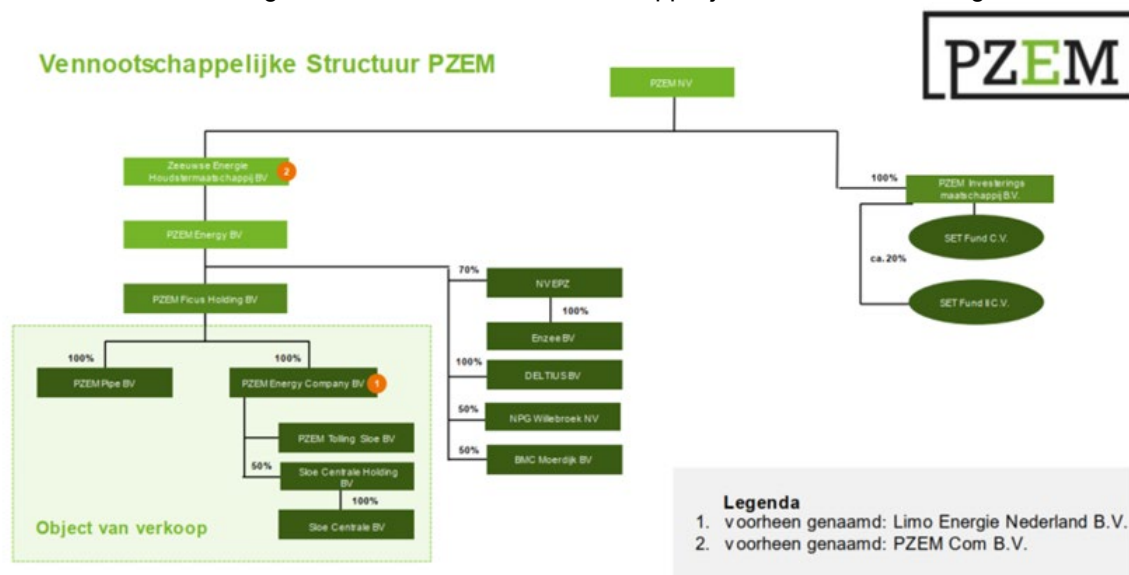 Vennootschappelijke Structuur PZEM
PZEM
PZEM NV
Zeeuwse Energie
Houdstermaatschappij BV
2
100%
PZEM Investerings
maatschappij B.V.
SET Fund C.V.
PZEM Energy BV
ca. 20%
70%
NV EPZ
SET Fund II C.V.
PZEM Ficus Holding BV
100%
Enzee BV
100%
100%
100%
DELTIUS BV
PZEM Pipe BV
PZEM Energy Company BV
1
50%
NPG Willebroek NV
PZEM Tolling Sloe BV
50%
BMC Moerdijk BV
50%
Sloe Centrale Holding
BV
100%
Object van verkoop
Sloe Centrale BV
Legenda
1. voorheen genaamd: Limo Energie Nederland B.V.
2. voorheen genaamd: PZEM Com B.V.